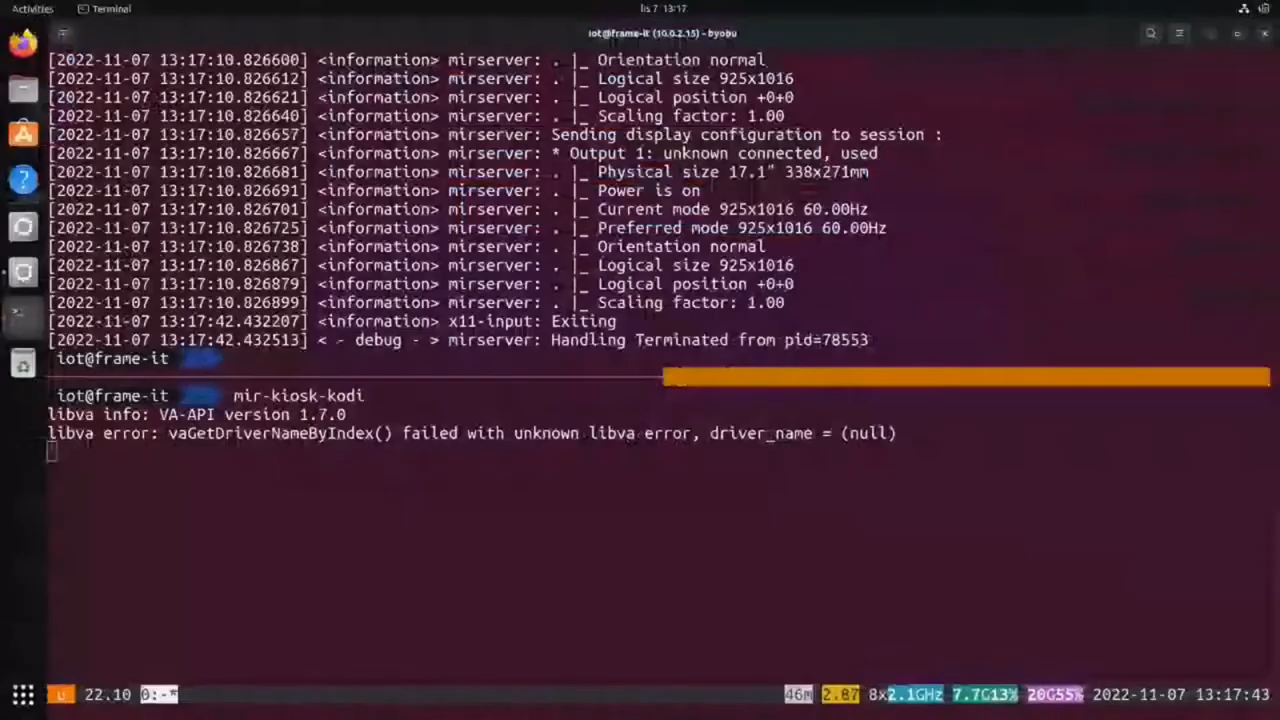 Activities Terminal lis 7 13:17
iot@frame-it (10.0.2.15) - byobu
[2022-11-07 13:17:10.826600] <information> mirserver: . |_ Orientation normal
[2022-11-07 13:17:10.826612] <information> mirserver: . |_ Logical size 925x1016
[2022-11-07 13:17:10.826621] <information> mirserver: . |_ Logical position +0+0
[2022-11-07 13:17:10.826640] <information> mirserver: . |_ Scaling factor: 1.00
[2022-11-07 13:17:10.826657] <information> mirserver: Sending display configuration to session :
[2022-11-07 13:17:10.826667] <information> mirserver: * Output 1: unknown connected, used
[2022-11-07 13:17:10.826681] <information> mirserver: . |_ Physical size 17.1" 338x271mm
[2022-11-07 13:17:10.826691] <information> mirserver: . |_ Power is on
[2022-11-07 13:17:10.826701] <information> mirserver: . |_ Current mode 925x1016 60.00Hz
[2022-11-07 13:17:10.826725] <information> mirserver: . |_ Preferred mode 925x1016 60.00Hz
[2022-11-07 13:17:10.826738] <information> mirserver: . |_ Orientation normal
[2022-11-07 13:17:10.826867] <information> mirserver: . |_ Logical size 925x1016
[2022-11-07 13:17:10.826879] <information> mirserver: . |_ Logical position +0+0
[2022-11-07 13:17:10.826899] <information> mirserver: . |_ Scaling factor: 1.00
[2022-11-07 13:17:42.432207] <information> x11-input: Exiting
[2022-11-07 13:17:42.432513] < - debug - > mirserver: Handling Terminated from pid=78553
iot@frame-it
iot@frame-it mir-kiosk-kodi
libva info: VA-API version 1.7.0
libva error: vaGetDriverNameByIndex() failed with unknown libva error, driver_name = (null)
22.10 0:-* 46m 2.87 8x2.1GHz 7.7G13% 20G55% 2022-11-07 13:17:43